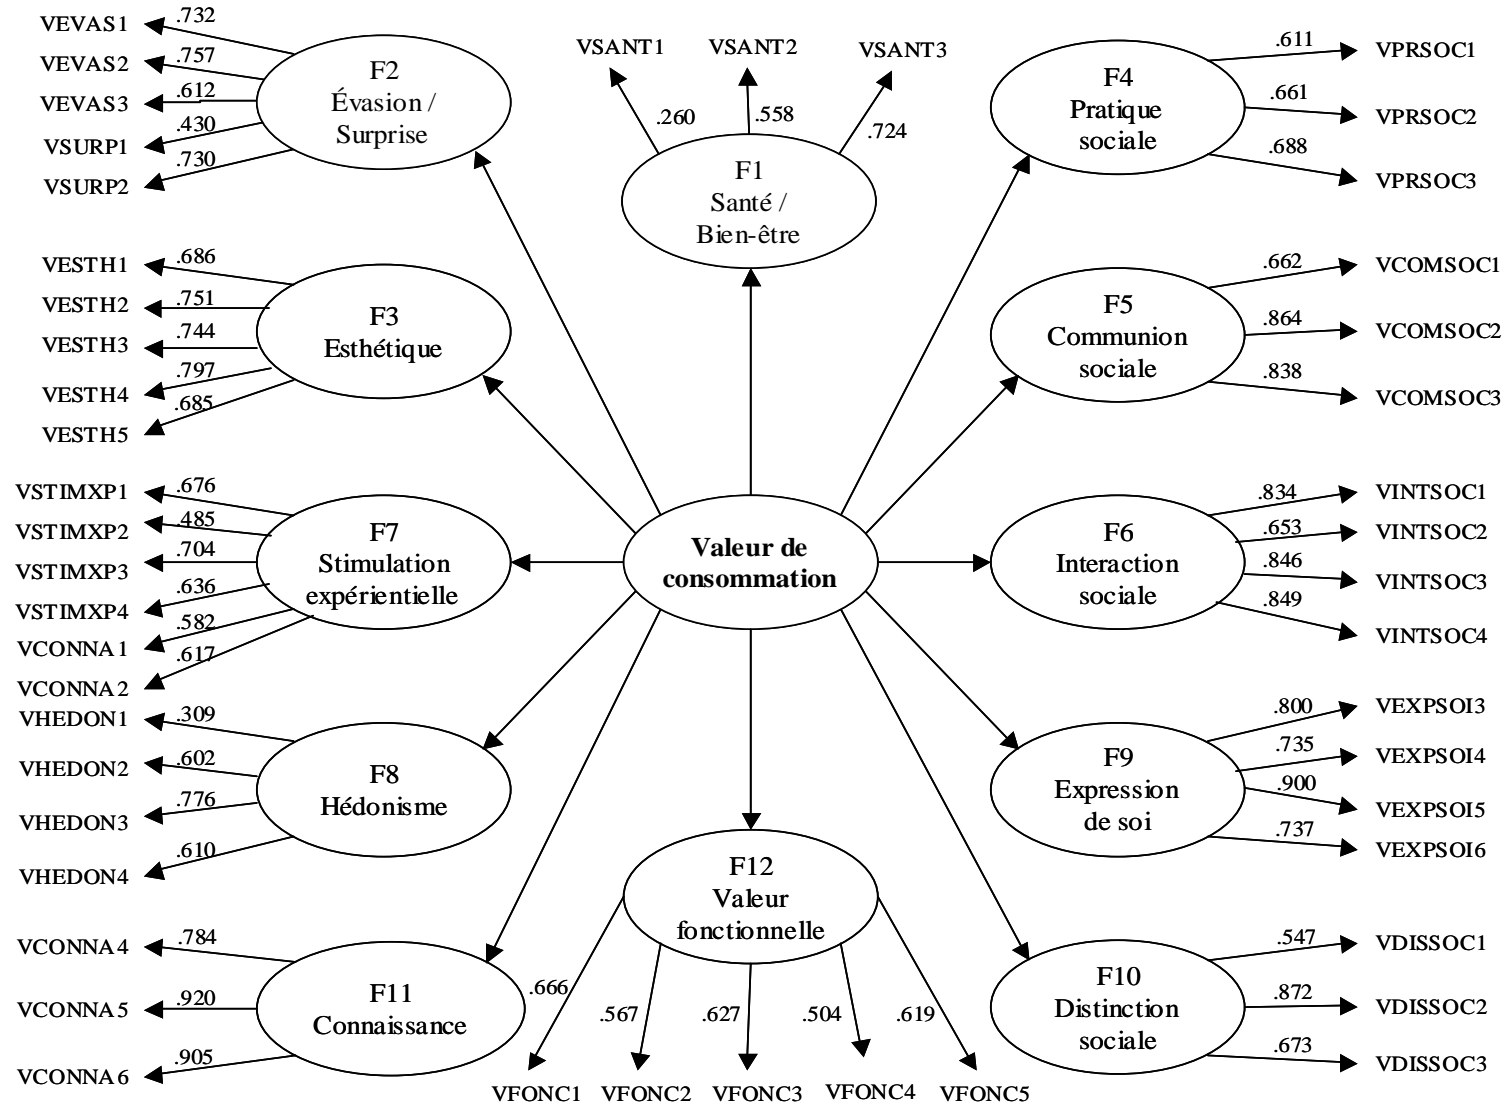 VEVAS1
.732
VEVAS2
.757
VEVAS3
.612
VSURP1
.430
VSURP2
.730
F2
Évasion /
Surprise
VSANT1
VSANT2
VSANT3
.260
.558
.724
F1
Santé /
Bien-être
F4
Pratique
sociale
.611
VPRSOC1
.661
VPRSOC2
.688
VPRSOC3
VESTH1
.686
VESTH2
.751
VESTH3
.744
VESTH4
.797
VESTH5
.685
F3
Esthétique
F5
Communion
sociale
.662
VCOMSOC1
.864
VCOMSOC2
.838
VCOMSOC3
VSTIMXP1
.676
VSTIMXP2
.485
VSTIMXP3
.704
VSTIMXP4
.636
VCONNA1
.582
VCONNA2
.617
F7
Stimulation
expérientielle
Valeur de
consommation
F6
Interaction
sociale
.834
VINTSOC1
.653
VINTSOC2
.846
VINTSOC3
.849
VINTSOC4
VHEDON1
.309
VHEDON2
.602
VHEDON3
.776
VHEDON4
.610
F8
Hédonisme
F9
Expression
de soi
.800
VEXPSOI3
.735
VEXPSOI4
.900
VEXPSOI5
.737
VEXPSOI6
VCONNA4
.784
VCONNA5
.920
VCONNA6
.905
F11
Connaissance
F12
Valeur
fonctionnelle
.666
.567
.627
.504
.619
VFONC1
VFONC2
VFONC3
VFONC4
VFONC5
F10
Distinction
sociale
.547
VDISSOC1
.872
VDISSOC2
.673
VDISSOC3